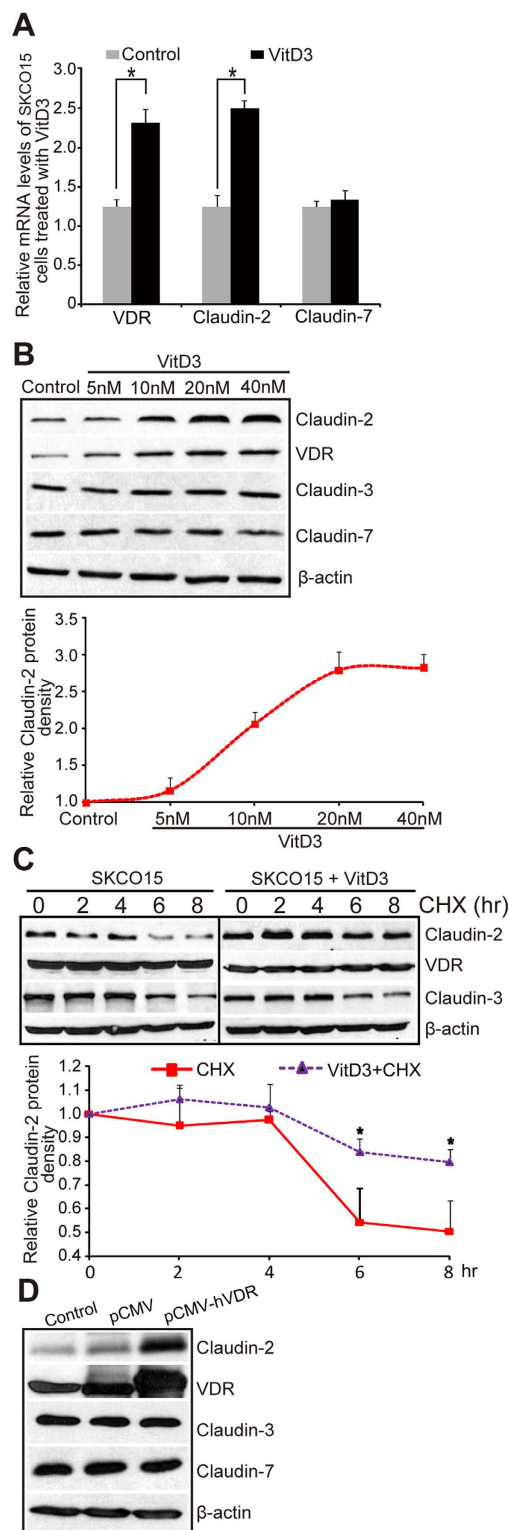 A
Control VitD3
Relative mRNA levels of SKCO15
cells treated with VitD3
3.0
2.5
2.0
1.5
1.0
0.5
0
* *
VDR Claudin-2 Claudin-7
B
VitD3
Control 5nM 10nM 20nM 40nM
Claudin-2
VDR
Claudin-3
Claudin-7
β-actin
Relative Claudin-2 protein
density
3.5
3.0
2.5
2.0
1.5
1.0
Control 5nM 10nM 20nM 40nM
VitD3
C
SKCO15 SKCO15 + VitD3
0 2 4 6 8 0 2 4 6 8 CHX (hr)
Claudin-2
VDR
Claudin-3
β-actin
CHX VitD3+CHX
Relative Claudin-2 protein
density
1.2
1.1
1.0
0.9
0.8
0.7
0.6
0.5
0.4
* *
0 2 4 6 8 hr
D
Control pCMV pCMV-hVDR
Claudin-2
VDR
Claudin-3
Claudin-7
β-actin